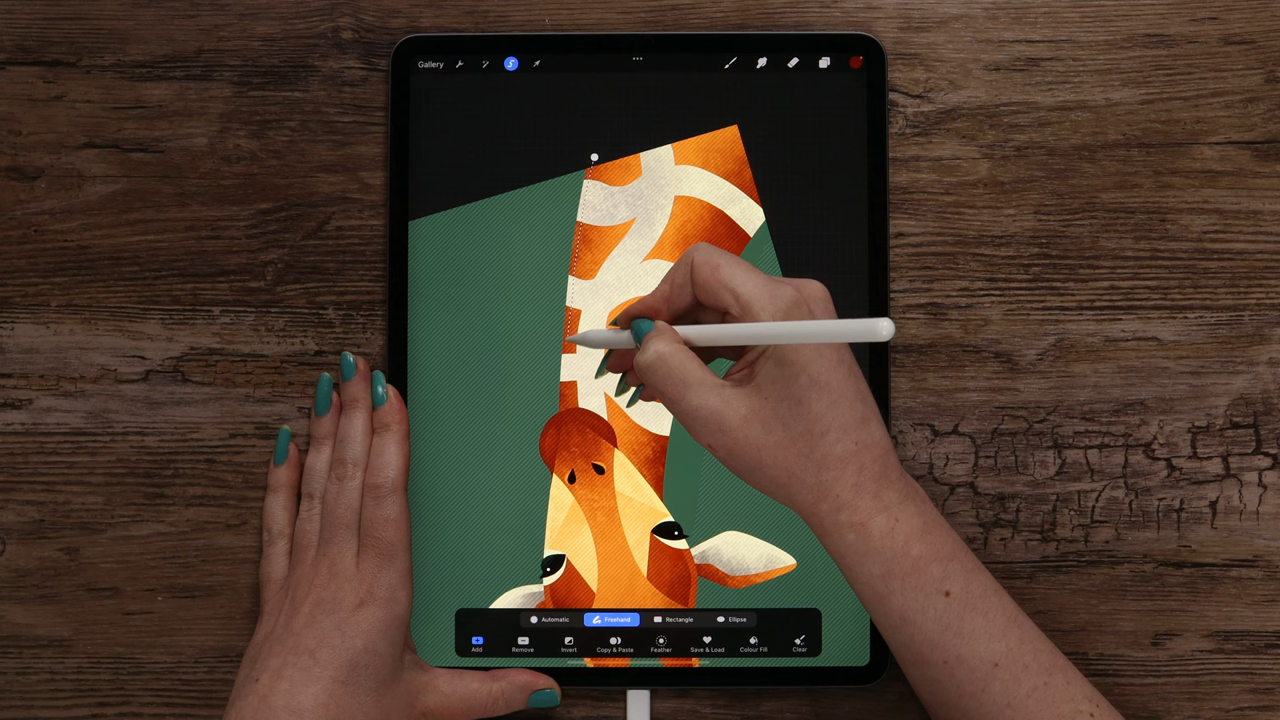 Gallery
Automatic Freehand Rectangle Ellipse
Add Remove Invert Copy & Paste Feather Save & Load Colour Fill Clear